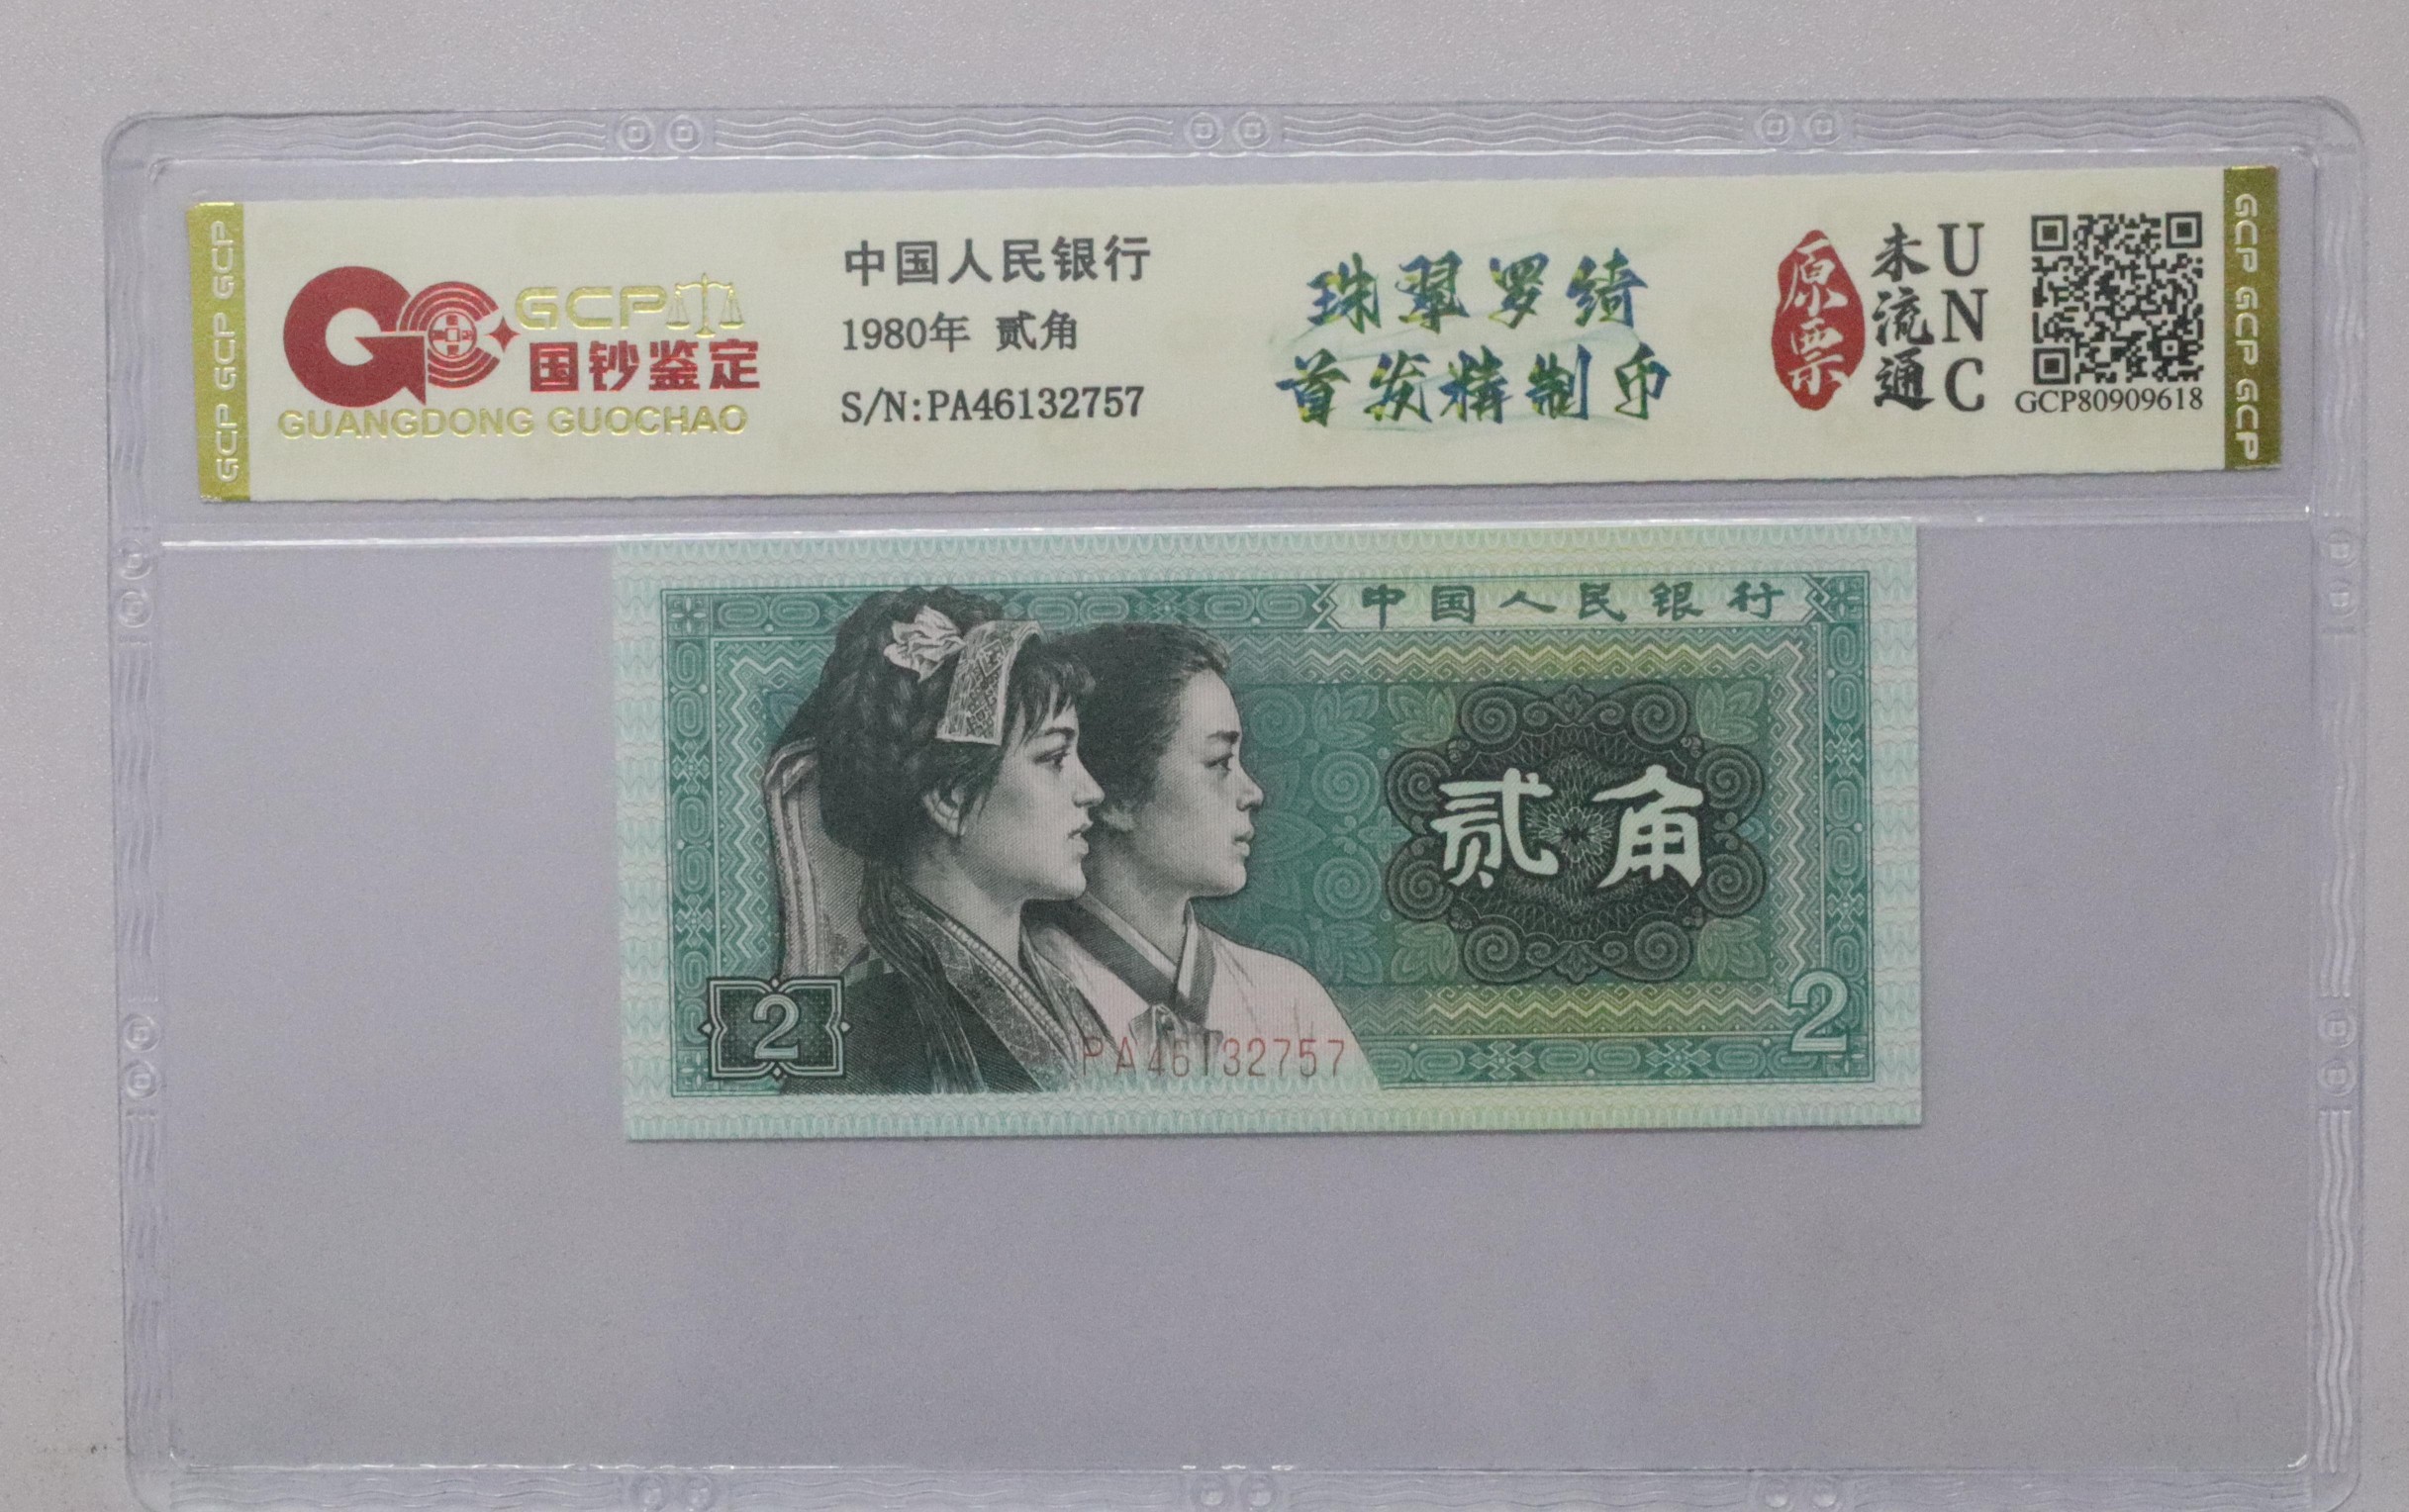 GCP GCP GCP
GCP
国钞鉴定
GUANGDONG GUOCHAO
中国人民银行
1980年 贰角
S/N:PA46132757
珠翠罗绮
首发精制币
原票
未流通
UNC
GCP80909618
GCP GCP GCP
中国人民银行
贰角
2
2
PA46132757